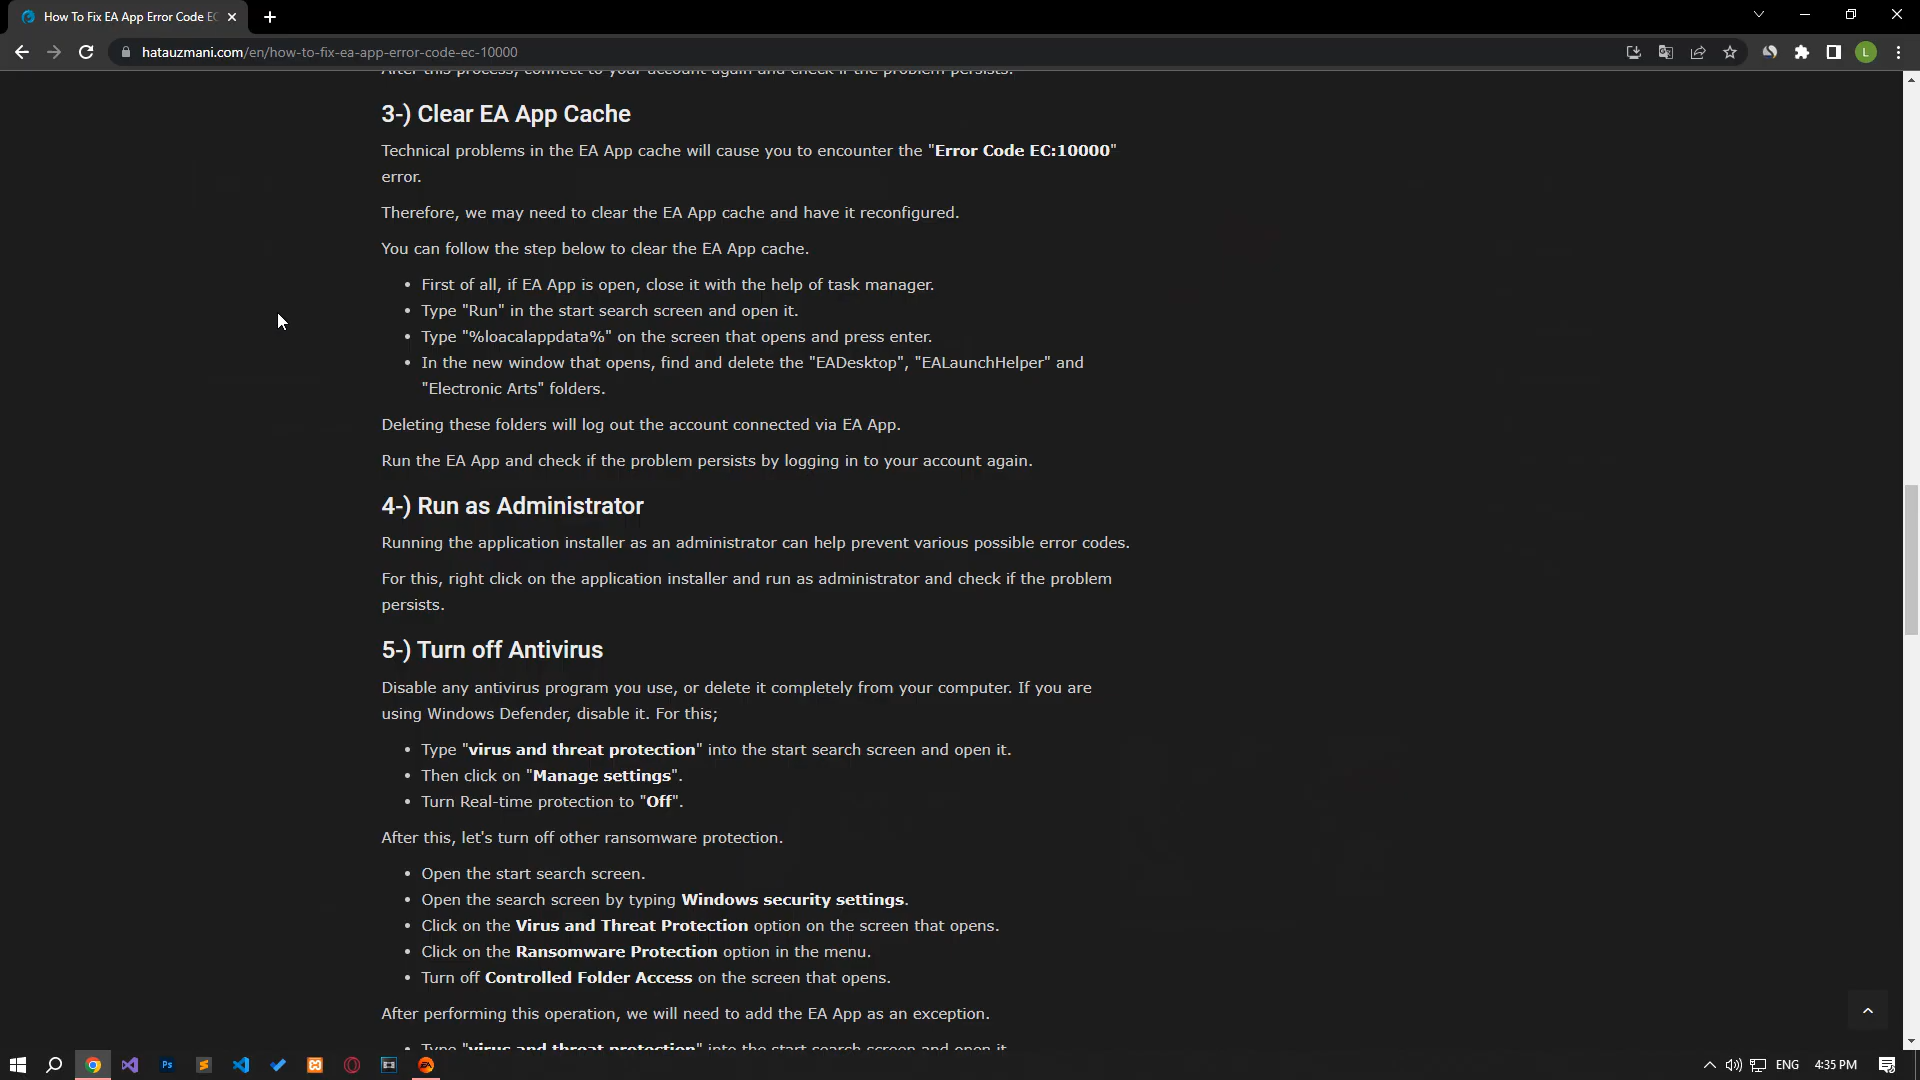 How To Fix EA App Error Code EC
hatauzmani.com/en/how-to-fix-ea-app-error-code-ec-10000
L
After this process, connect to your account again and check if the problem persists.
3-) Clear EA App Cache
Technical problems in the EA App cache will cause you to encounter the "Error Code EC:10000"
error.
Therefore, we may need to clear the EA App cache and have it reconfigured.
You can follow the step below to clear the EA App cache.
• First of all, if EA App is open, close it with the help of task manager.
• Type "Run" in the start search screen and open it.
• Type "%loacalappdata%" on the screen that opens and press enter.
• In the new window that opens, find and delete the "EADesktop", "EALaunchHelper" and
"Electronic Arts" folders.
Deleting these folders will log out the account connected via EA App.
Run the EA App and check if the problem persists by logging in to your account again.
4-) Run as Administrator
Running the application installer as an administrator can help prevent various possible error codes.
For this, right click on the application installer and run as administrator and check if the problem
persists.
5-) Turn off Antivirus
Disable any antivirus program you use, or delete it completely from your computer. If you are
using Windows Defender, disable it. For this;
• Type "virus and threat protection" into the start search screen and open it.
• Then click on "Manage settings".
• Turn Real-time protection to "Off".
After this, let's turn off other ransomware protection.
• Open the start search screen.
• Open the search screen by typing Windows security settings.
• Click on the Virus and Threat Protection option on the screen that opens.
• Click on the Ransomware Protection option in the menu.
• Turn off Controlled Folder Access on the screen that opens.
After performing this operation, we will need to add the EA App as an exception.
• Type "virus and threat protection" into the start search screen and open it.
Ps
EA
ENG
4:35 PM